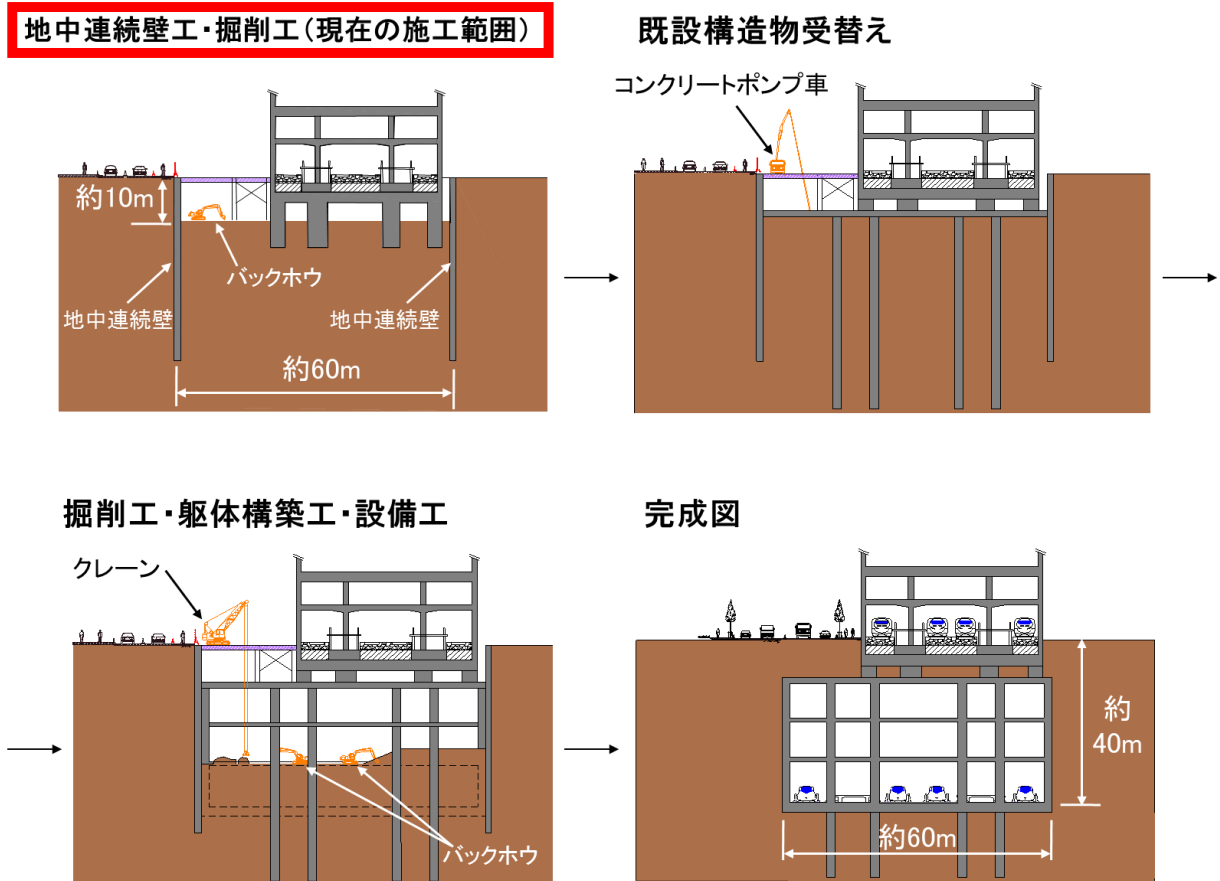 地中連続壁工・掘削工(現在の施工範囲)
約10m
バックホウ
地中連続壁
地中連続壁
約60m
既設構造物受替え
コンクリートポンプ車
掘削工・躯体構築工・設備工
クレーン
バックホウ
完成図
約
40m
約60m